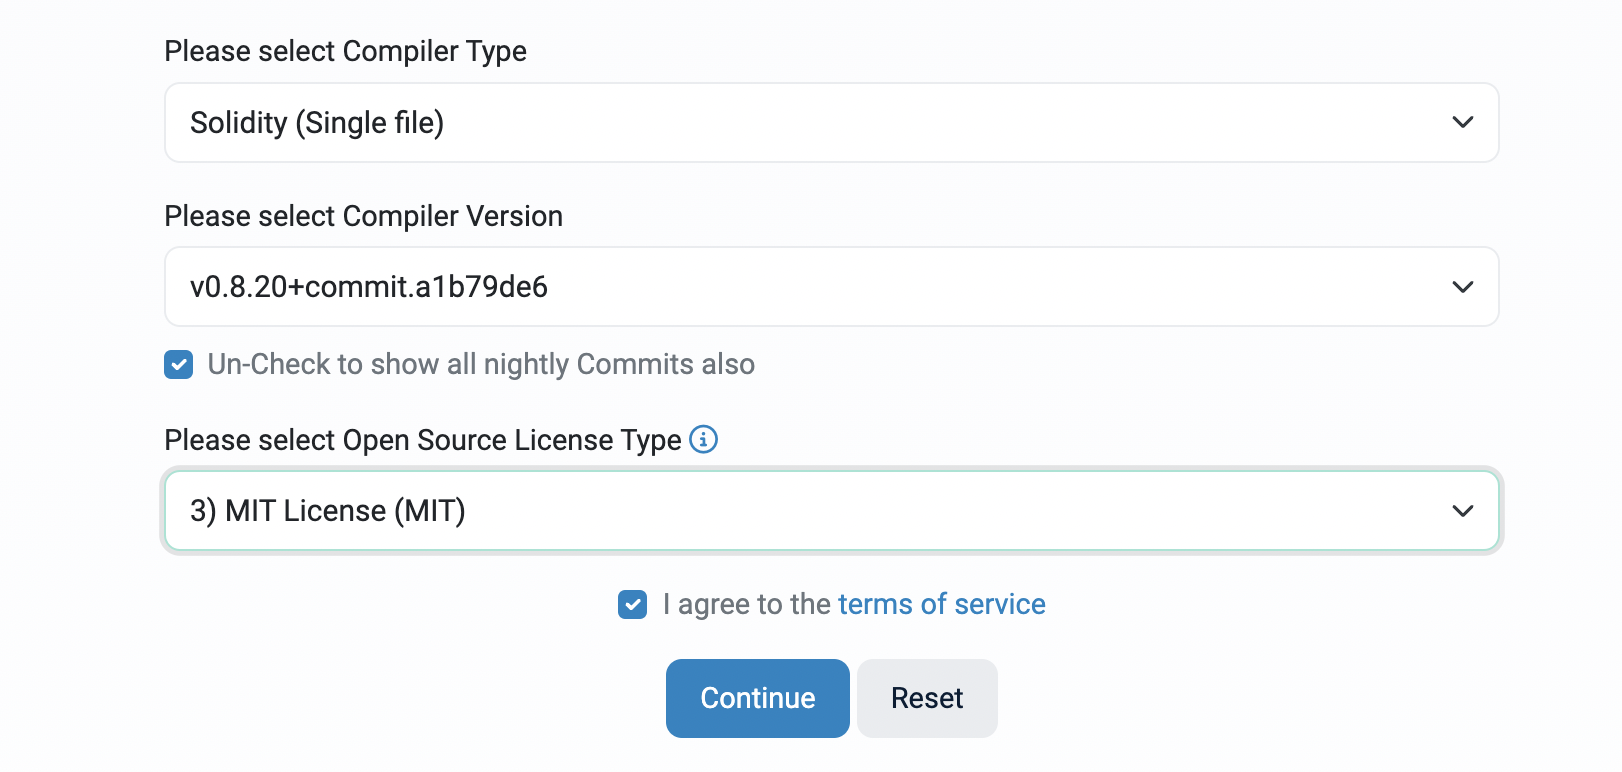 Please select Compiler Type
Solidity (Single file)
Please select Compiler Version
v0.8.20+commit.a1b79de6
Un-Check to show all nightly Commits also
Please select Open Source License Type
3) MIT License (MIT)
I agree to the terms of service
Continue Reset